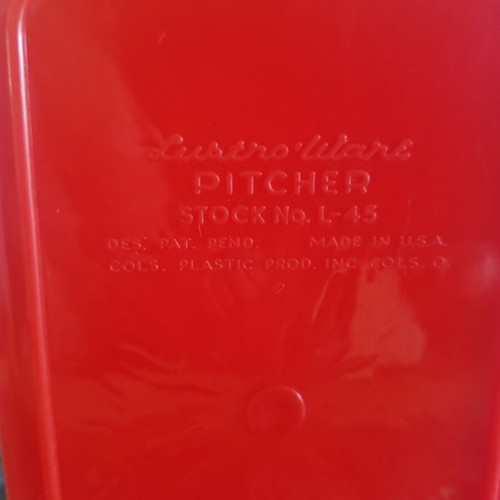 Lustro'Ware
PITCHER
STOCK No. L-45
DES. PAT. PEND. MADE IN U.S.A.
COLS. PLASTIC PROD. INC. COLS. O.